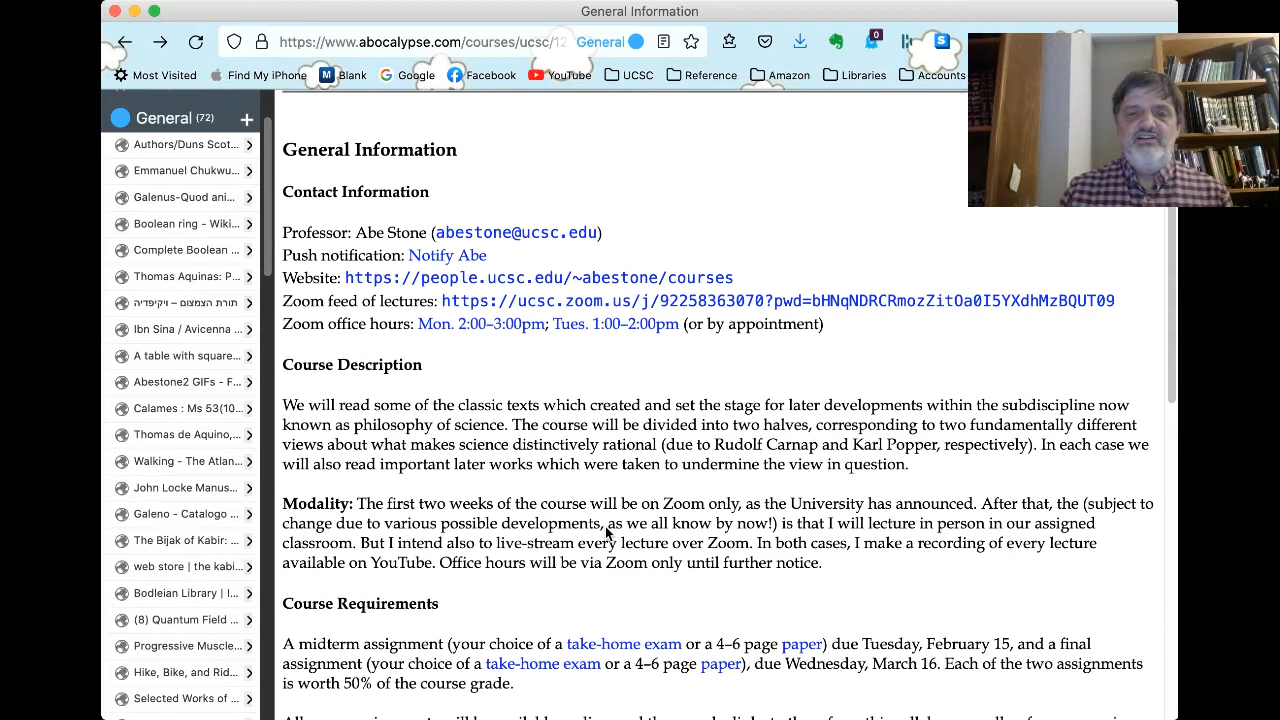 General Information
https://www.abocalypse.com/courses/ucsc/12
General
0
Most Visited
Find My iPhone
Blank
Google
Facebook
YouTube
UCSC
Reference
Amazon
Libraries
Accounts
General (72)
Authors/Duns Scot...
Emmanuel Chukwu...
Galenus-Quod ani...
Boolean ring - Wiki...
Complete Boolean ...
Thomas Aquinas: P...
תורת הצמצום – ויקיפדיה
Ibn Sina / Avicenna ...
A table with square...
Abestone2 GIFs - F...
Calames : Ms 53(10...
Thomas de Aquino,...
Walking - The Atlan...
John Locke Manus...
Galeno - Catalogo ...
The Bijak of Kabir: ...
web store | the kabi...
Bodleian Library | I...
(8) Quantum Field ...
Progressive Muscle...
Hike, Bike, and Rid...
Selected Works of ...
General Information
Contact Information
Professor: Abe Stone (abestone@ucsc.edu)
Push notification: Notify Abe
Website: https://people.ucsc.edu/~abestone/courses
Zoom feed of lectures: https://ucsc.zoom.us/j/92258363070?pwd=bHNqNDRCRmozZitOa0I5YXdhMzBQUT09
Zoom office hours: Mon. 2:00–3:00pm; Tues. 1:00–2:00pm (or by appointment)
Course Description
We will read some of the classic texts which created and set the stage for later developments within the subdiscipline now
known as philosophy of science. The course will be divided into two halves, corresponding to two fundamentally different
views about what makes science distinctively rational (due to Rudolf Carnap and Karl Popper, respectively). In each case we
will also read important later works which were taken to undermine the view in question.
Modality: The first two weeks of the course will be on Zoom only, as the University has announced. After that, the (subject to
change due to various possible developments, as we all know by now!) is that I will lecture in person in our assigned
classroom. But I intend also to live-stream every lecture over Zoom. In both cases, I make a recording of every lecture
available on YouTube. Office hours will be via Zoom only until further notice.
Course Requirements
A midterm assignment (your choice of a take-home exam or a 4–6 page paper) due Tuesday, February 15, and a final
assignment (your choice of a take-home exam or a 4–6 page paper), due Wednesday, March 16. Each of the two assignments
is worth 50% of the course grade.